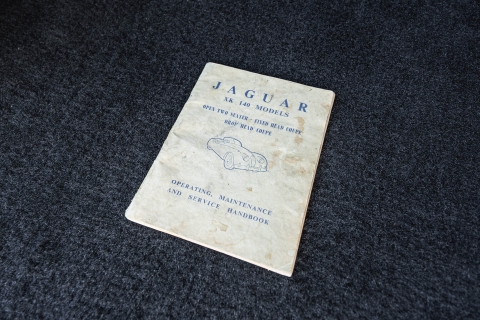 JAGUAR
XK 140 MODELS
OPEN TWO SEATER - FIXED HEAD COUPE
DROP HEAD COUPE
OPERATING, MAINTENANCE
AND SERVICE HANDBOOK